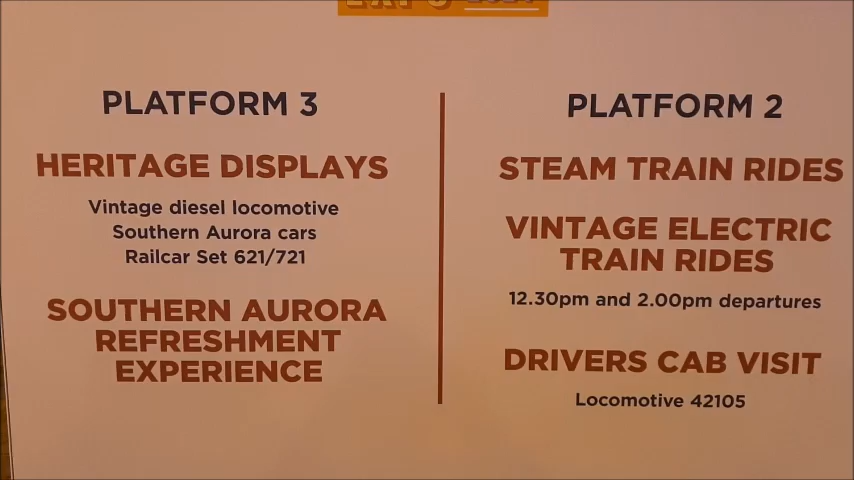 PLATFORM 3
HERITAGE DISPLAYS
Vintage diesel locomotive
Southern Aurora cars
Railcar Set 621/721
SOUTHERN AURORA
REFRESHMENT
EXPERIENCE
PLATFORM 2
STEAM TRAIN RIDES
VINTAGE ELECTRIC
TRAIN RIDES
12.30pm and 2.00pm departures
DRIVERS CAB VISIT
Locomotive 42105